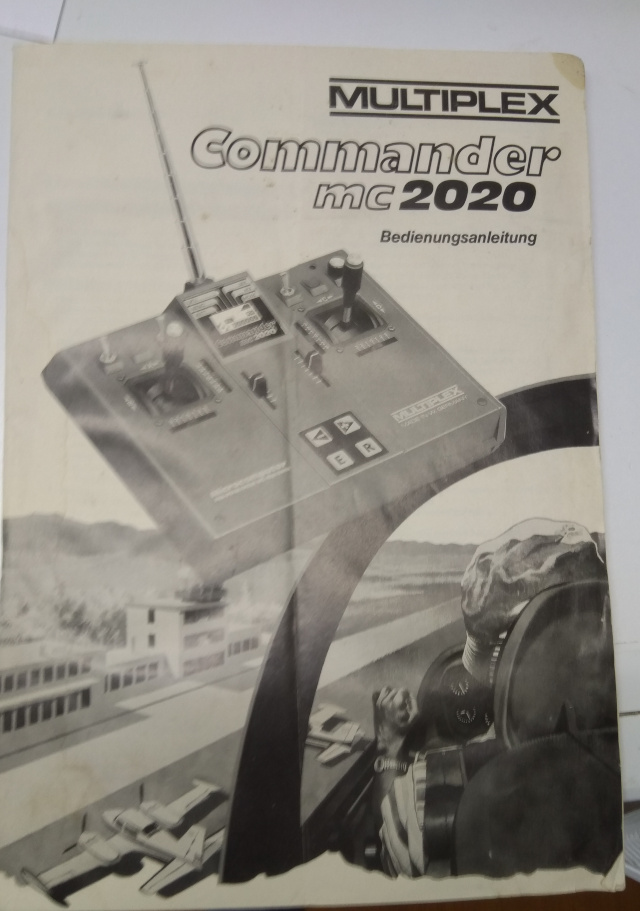 MULTIPLEX
Commander
mc 2020
Bedienungsanleitung
MULTIPLEX
E R